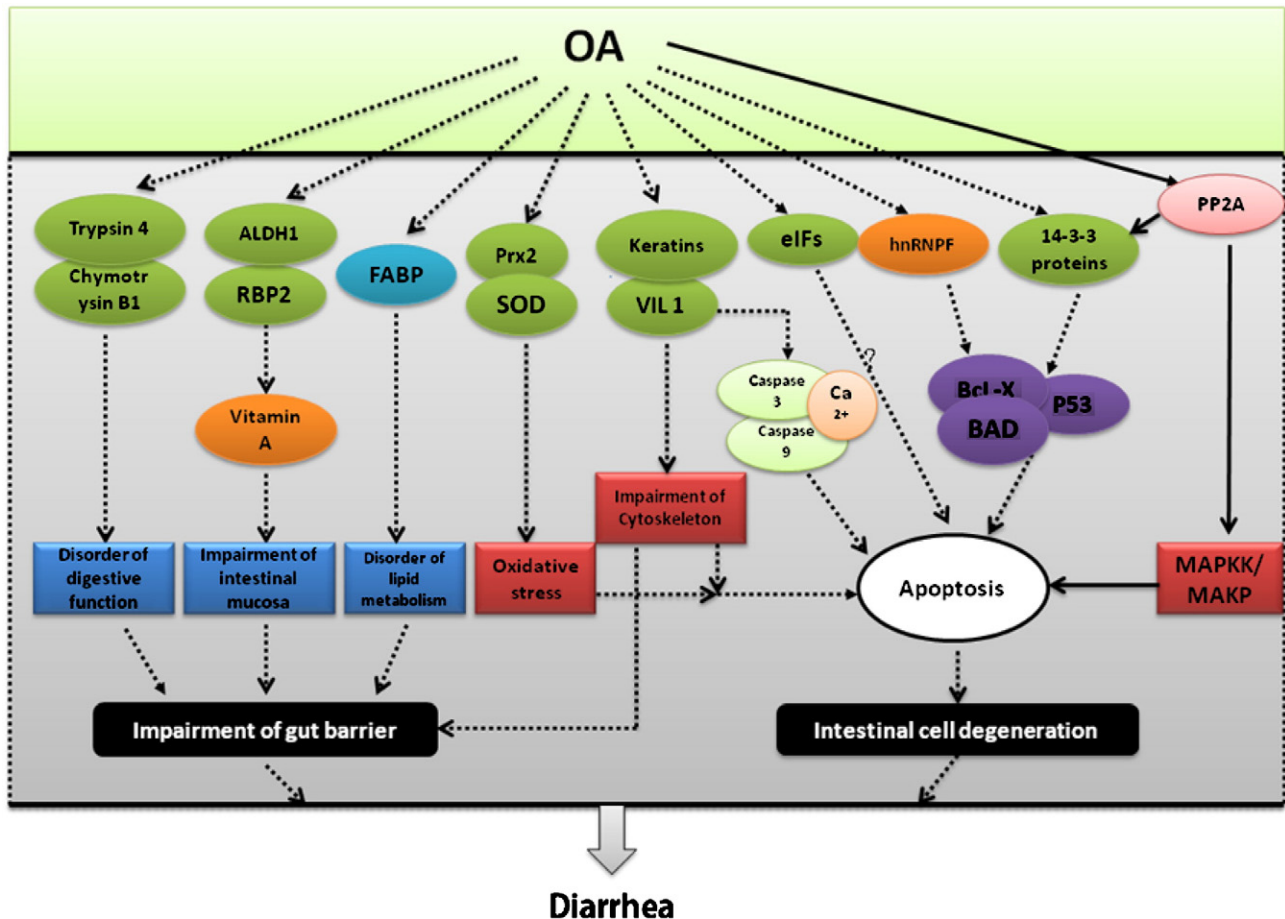 OA
Trypsin 4
Chymotr
ysin B1
ALDH1
RBP2
FABP
Prx2
SOD
Keratins
VIL 1
eIFs
hnRNPF
14-3-3
proteins
PP2A
Vitamin
A
Caspase
3
Caspase
9
Ca
2+
?
BcL-X
BAD
P53
Impairment of
Cytoskeleton
Disorder of
digestive
function
Impairment of
intestinal
mucosa
Disorder of
lipid
metabolism
Oxidative
stress
Apoptosis
MAPKK/
MAKP
Impairment of gut barrier
Intestinal cell degeneration
Diarrhea